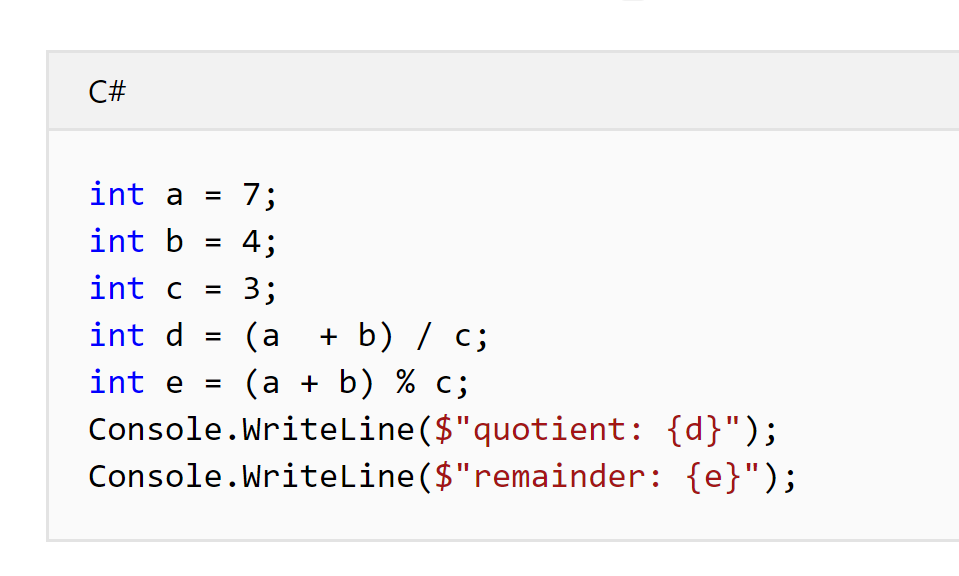 C#
int a = 7;
int b = 4;
int c = 3;
int d = (a  + b) / c;
int e = (a + b) % c;
Console.WriteLine($"quotient: {d}");
Console.WriteLine($"remainder: {e}");